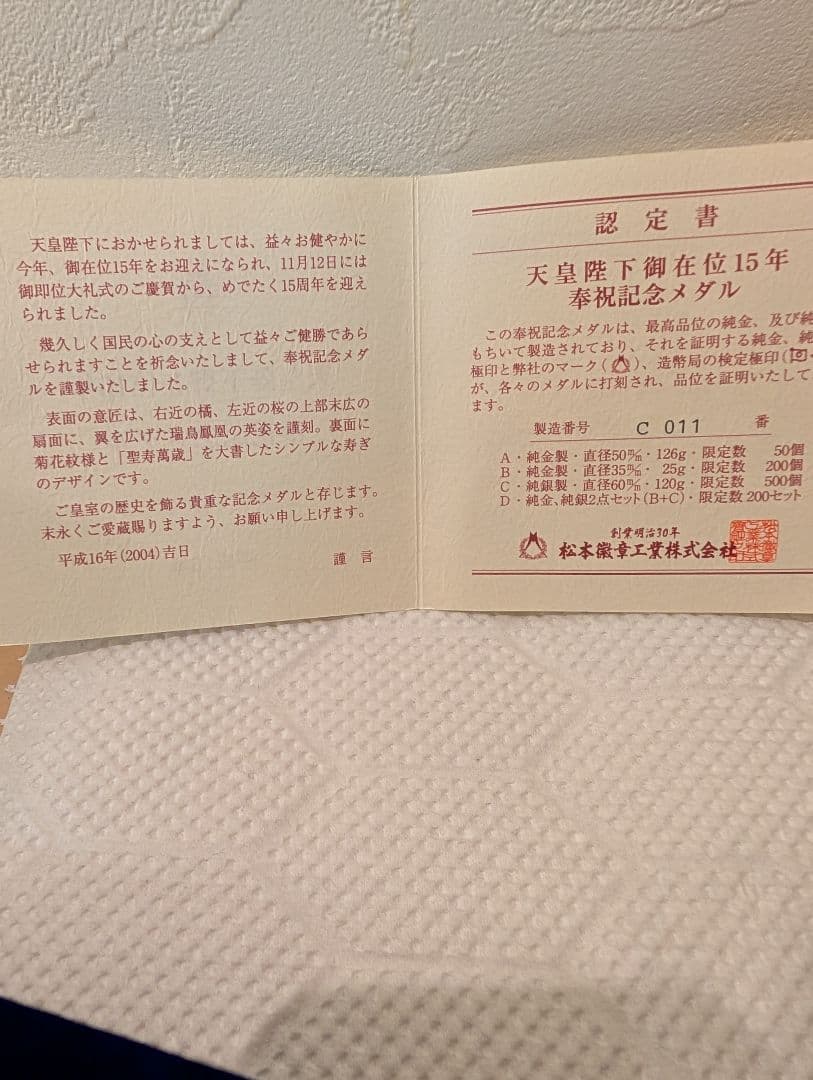 天皇陛下におかせられましては、益々お健やかに
今年、御在位15年をお迎えになられ、11月12日には
御即位大礼式のご慶賀から、めでたく15周年を迎え
られました。
幾久しく国民の心の支えとして益々ご健勝であら
せられますことを祈念いたしまして、奉祝記念メダ
ルを謹製いたしました。
表面の意匠は、右近の橘、左近の桜の上部末広の
扇面に、翼を広げた瑞鳥鳳凰の英姿を謹刻。裏面に
菊花紋様と「聖寿萬歳」を大書したシンプルな寿ぎ
のデザインです。
ご皇室の歴史を飾る貴重な記念メダルと存じます。
末永くご愛蔵賜りますよう、お願い申し上げます。
平成16年(2004)吉日
謹 言
認 定 書
天皇陛下御在位15年
奉祝記念メダル
この奉祝記念メダルは、最高品位の純金、及び純
もちいて製造されており、それを証明する純金、純
極印と弊社のマーク( )、造幣局の検定極印(
が、各々のメダルに打刻され、品位を証明いたして
ます。
製造番号 C 011 番
A・純金製・直径50㎜・126g・限定数 50個
B・純金製・直径35㎜・ 25g・限定数 200個
C・純銀製・直径60㎜・120g・限定数 500個
D・純金、純銀2点セット(B+C)・限定数200セット
創業明治30年
松本徽章工業株式会社